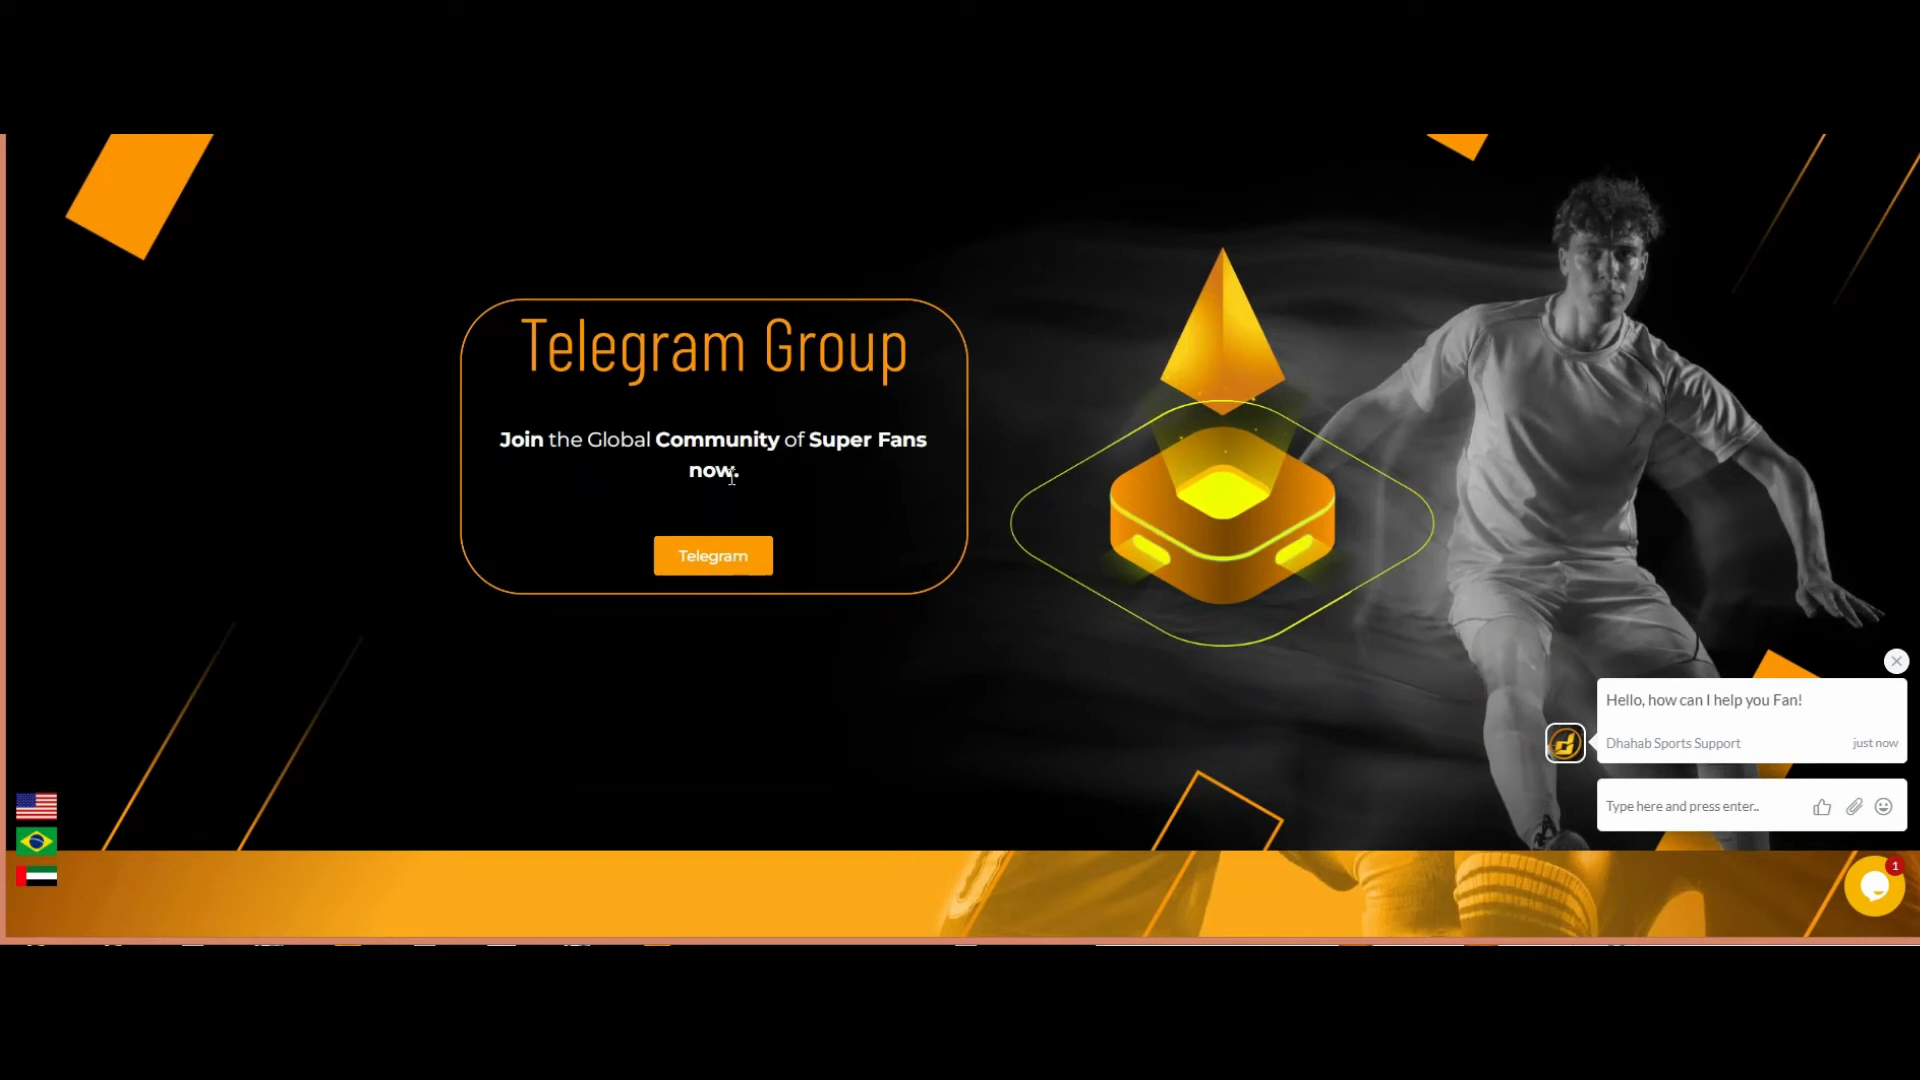 Telegram Group
Join the Global Community of Super Fans
now.
Telegram
Hello, how can I help you Fan!
Dhahab Sports Support
just now
Type here and press enter..
1